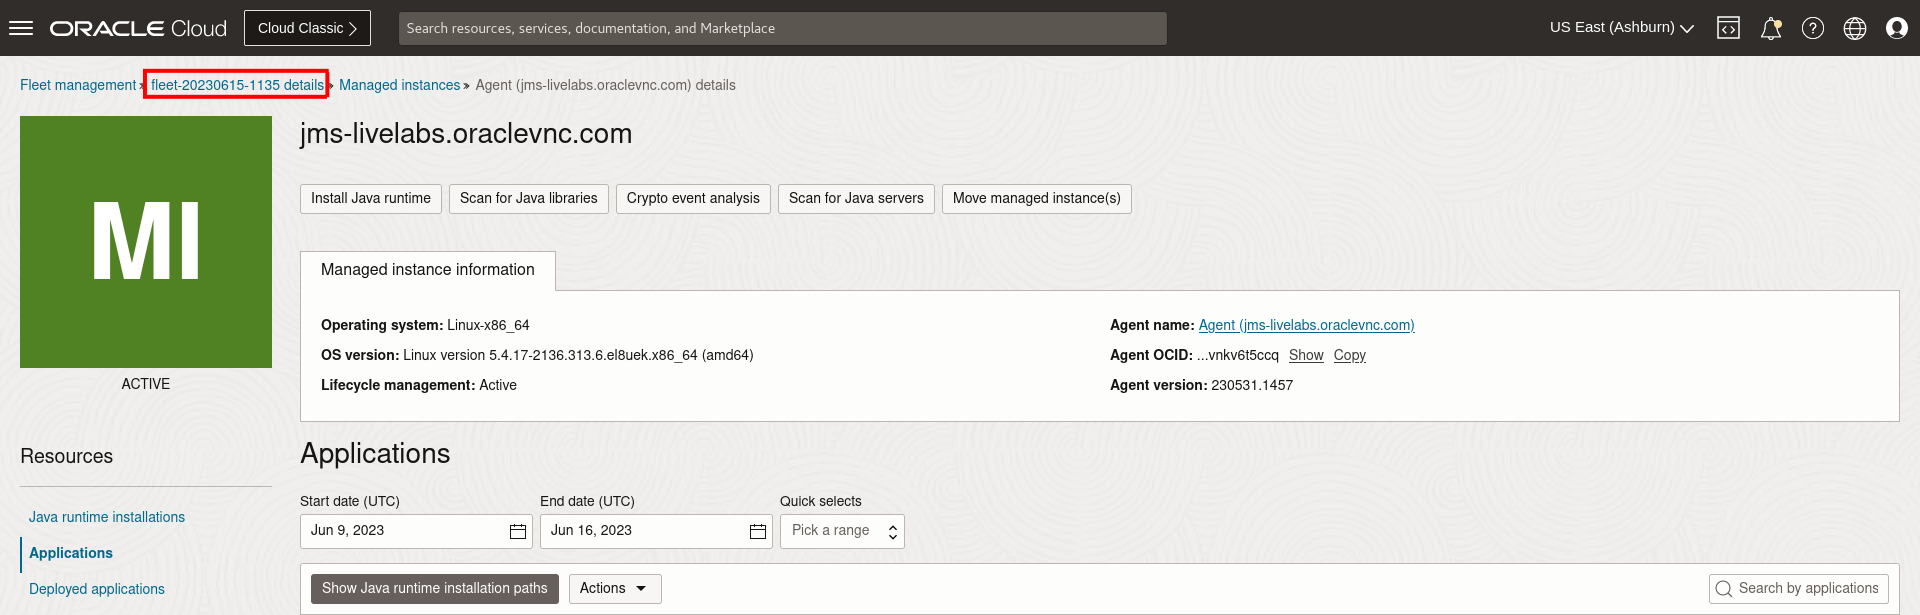 ORACLE Cloud Cloud Classic Search resources, services, documentation, and Marketplace US East (Ashburn)
Fleet management » fleet-20230615-1135 details » Managed instances » Agent (jms-livelabs.oraclevnc.com) details
MI
ACTIVE
jms-livelabs.oraclevnc.com
Install Java runtime Scan for Java libraries Crypto event analysis Scan for Java servers Move managed instance(s)
Managed instance information
Operating system: Linux-x86_64
OS version: Linux version 5.4.17-2136.313.6.el8uek.x86_64 (amd64)
Lifecycle management: Active
Agent name: Agent (jms-livelabs.oraclevnc.com)
Agent OCID: ...vnkv6t5ccq Show Copy
Agent version: 230531.1457
Resources
Java runtime installations
Applications
Deployed applications
Applications
Start date (UTC) End date (UTC) Quick selects
Jun 9, 2023 Jun 16, 2023 Pick a range
Show Java runtime installation paths Actions Search by applications